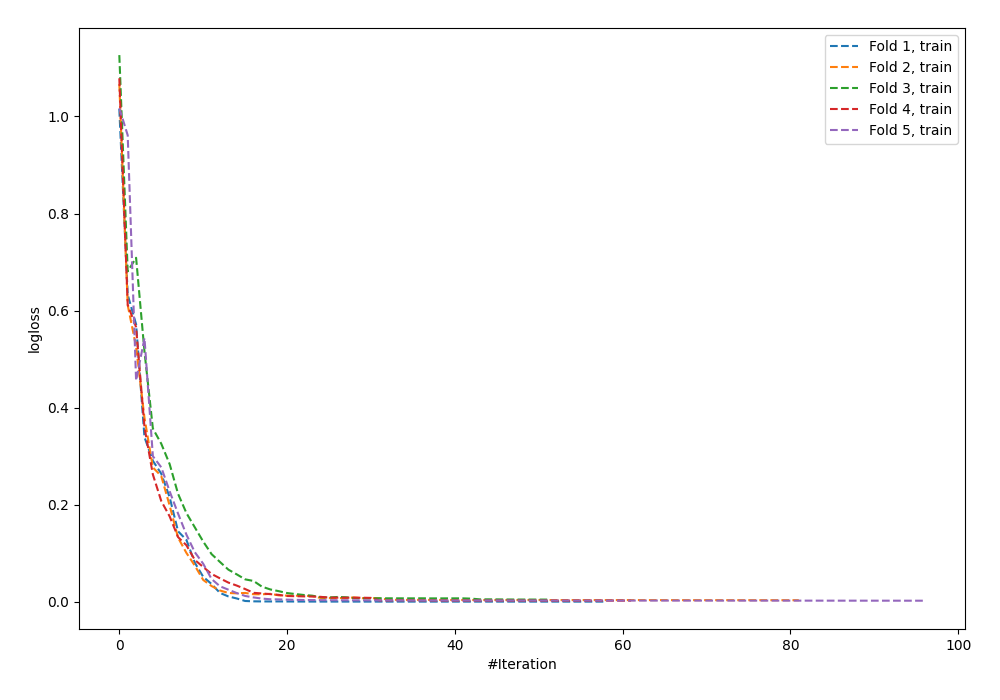 Fold 1, train
Fold 2, train
Fold 3, train
Fold 4, train
Fold 5, train
logloss
1.0
0.8
0.6
0.4
0.2
0.0
0 20 40 60 80 100
#Iteration